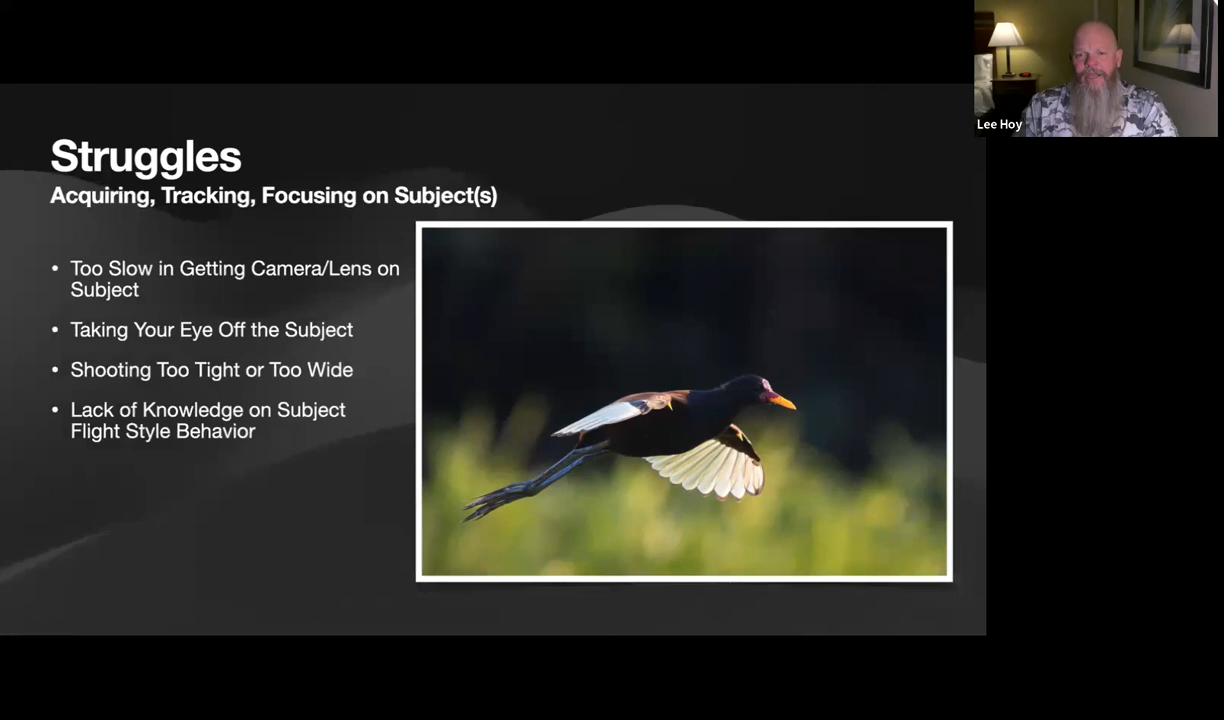 Struggles
Acquiring, Tracking, Focusing on Subject(s)
• Too Slow in Getting Camera/Lens on
Subject
• Taking Your Eye Off the Subject
• Shooting Too Tight or Too Wide
• Lack of Knowledge on Subject
Flight Style Behavior
Lee Hoy